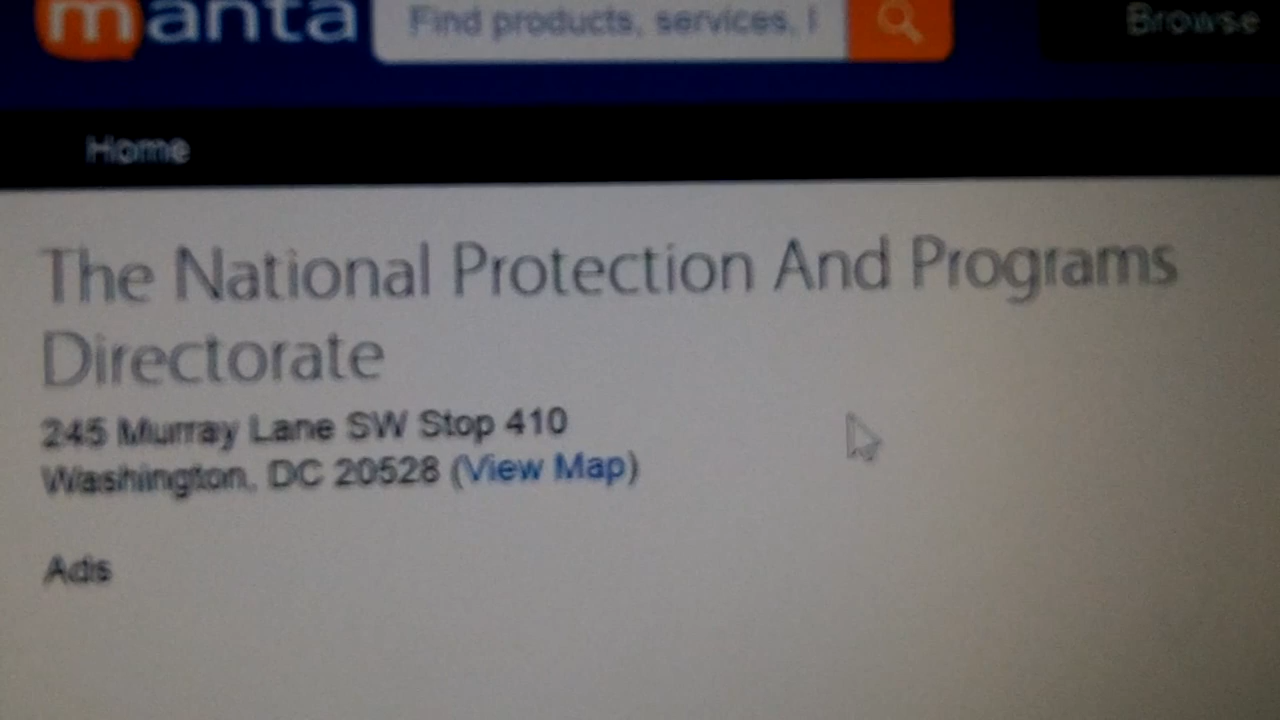 manta Find products, services, Browse
Home
The National Protection And Programs
Directorate
245 Murray Lane SW Stop 410
Washington, DC 20528 (View Map)
Ads